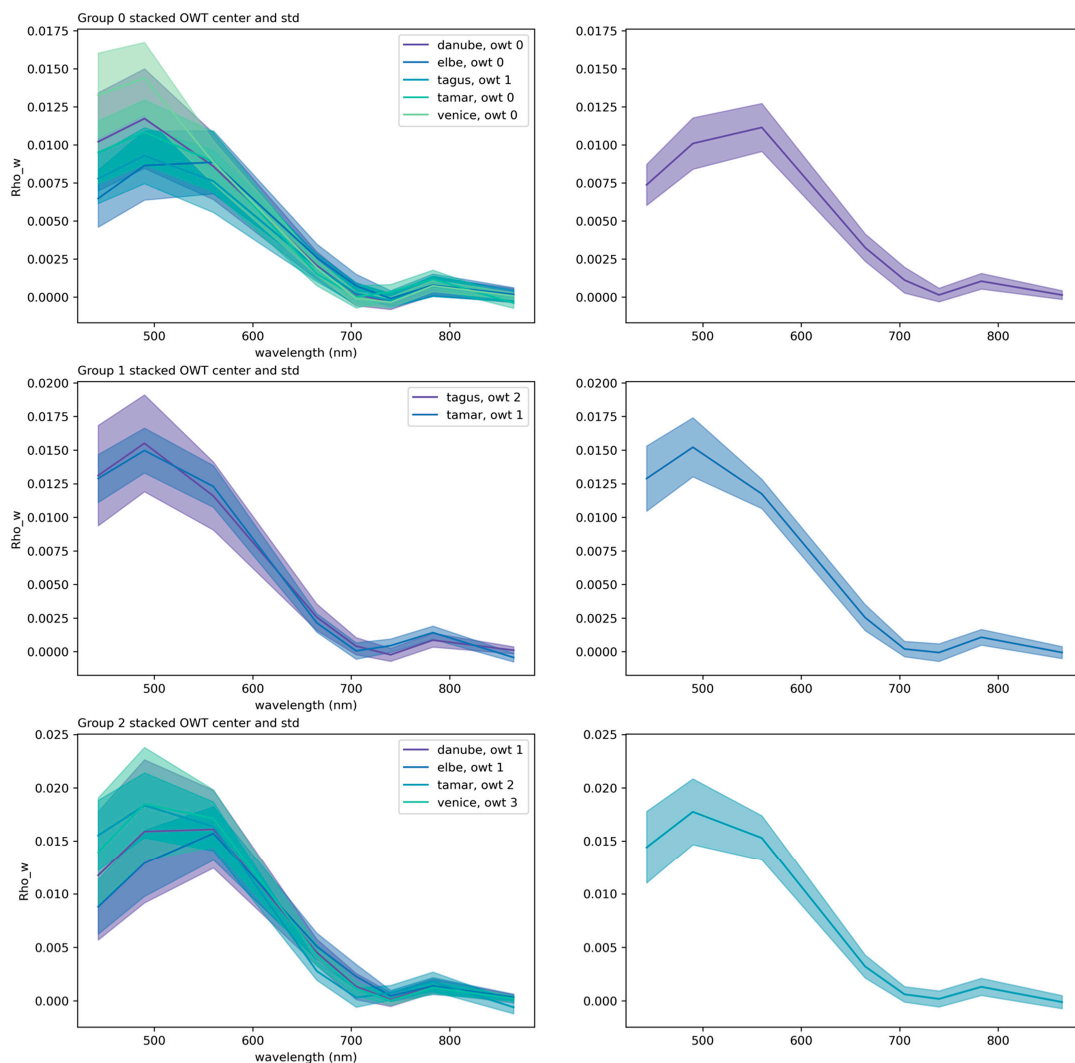 Group 0 stacked OWT center and std
0.0175
0.0150
0.0125
0.0100
0.0075
0.0050
0.0025
0.0000
Rho_w
danube, owt 0
elbe, owt 0
tagus, owt 1
tamar, owt 0
venice, owt 0
500 600 700 800
wavelength (nm)
0.0175
0.0150
0.0125
0.0100
0.0075
0.0050
0.0025
0.0000
500 600 700 800
Group 1 stacked OWT center and std
0.0200
0.0175
0.0150
0.0125
0.0100
0.0075
0.0050
0.0025
0.0000
Rho_w
tagus, owt 2
tamar, owt 1
500 600 700 800
wavelength (nm)
0.0200
0.0175
0.0150
0.0125
0.0100
0.0075
0.0050
0.0025
0.0000
500 600 700 800
Group 2 stacked OWT center and std
0.025
0.020
0.015
0.010
0.005
0.000
Rho_w
danube, owt 1
elbe, owt 1
tamar, owt 2
venice, owt 3
500 600 700 800
wavelength (nm)
0.025
0.020
0.015
0.010
0.005
0.000
500 600 700 800